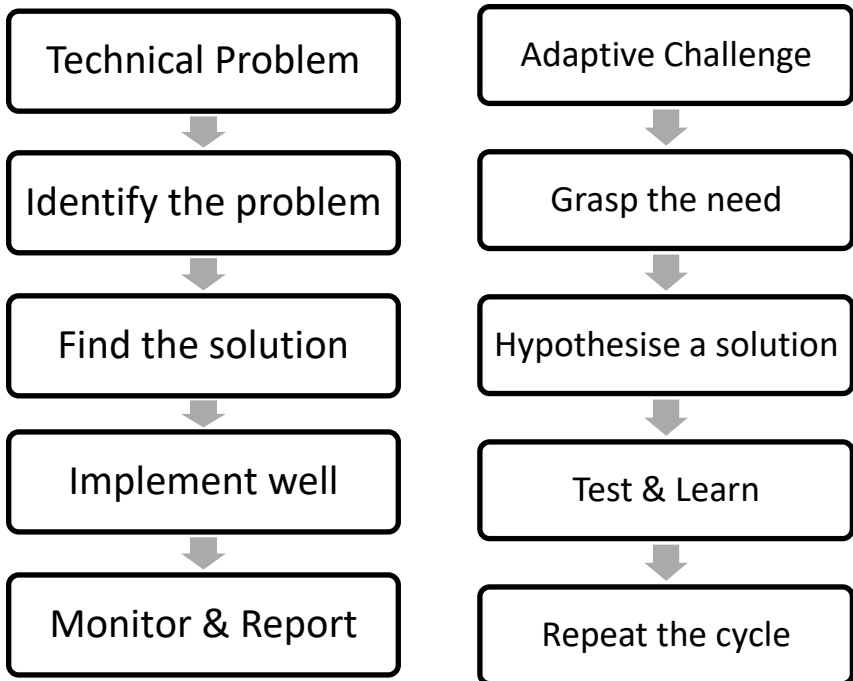 Technical Problem
Identify the problem
Find the solution
Implement well
Monitor & Report
Adaptive Challenge
Grasp the need
Hypothesise a solution
Test & Learn
Repeat the cycle